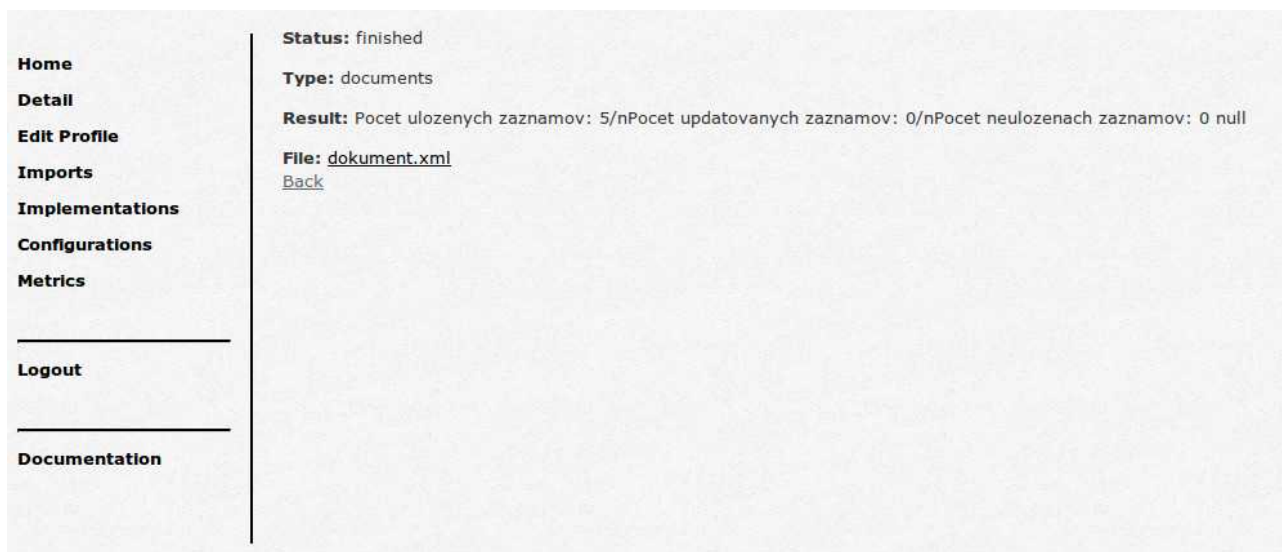 Home
Detail
Edit Profile
Imports
Implementations
Configurations
Metrics
Logout
Documentation
Status: finished
Type: documents
Result: Pocet ulozenych zaznamov: 5/nPocet updatovanych zaznamov: 0/nPocet neulozenach zaznamov: 0 null
File: dokument.xml
Back